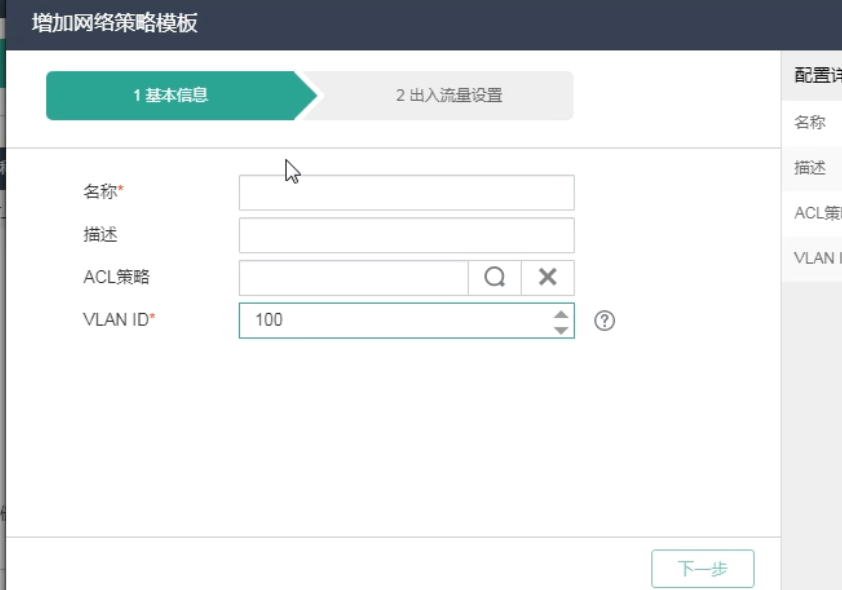 增加网络策略模板
1 基本信息
2 出入流量设置
配置详
名称*
描述
ACL策略
VLAN ID*
100
名称
描述
ACL策
VLAN I
下一步